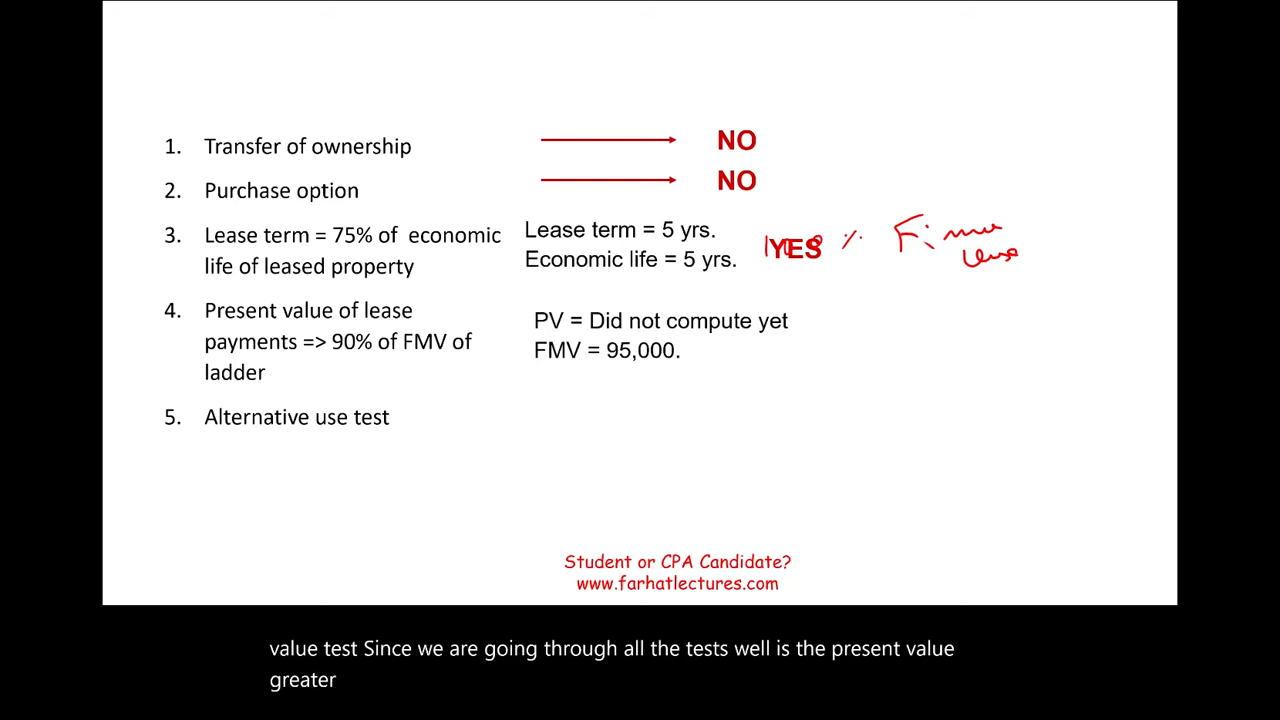 1. Transfer of ownership NO
2. Purchase option NO
3. Lease term = 75% of economic Lease term = 5 yrs.
life of leased property Economic life = 5 yrs. YES %
4. Present value of lease
payments => 90% of FMV of PV = Did not compute yet
ladder FMV = 95,000.
5. Alternative use test
Student or CPA Candidate?
www.farhatlectures.com
value test Since we are going through all the tests well is the present value
greater